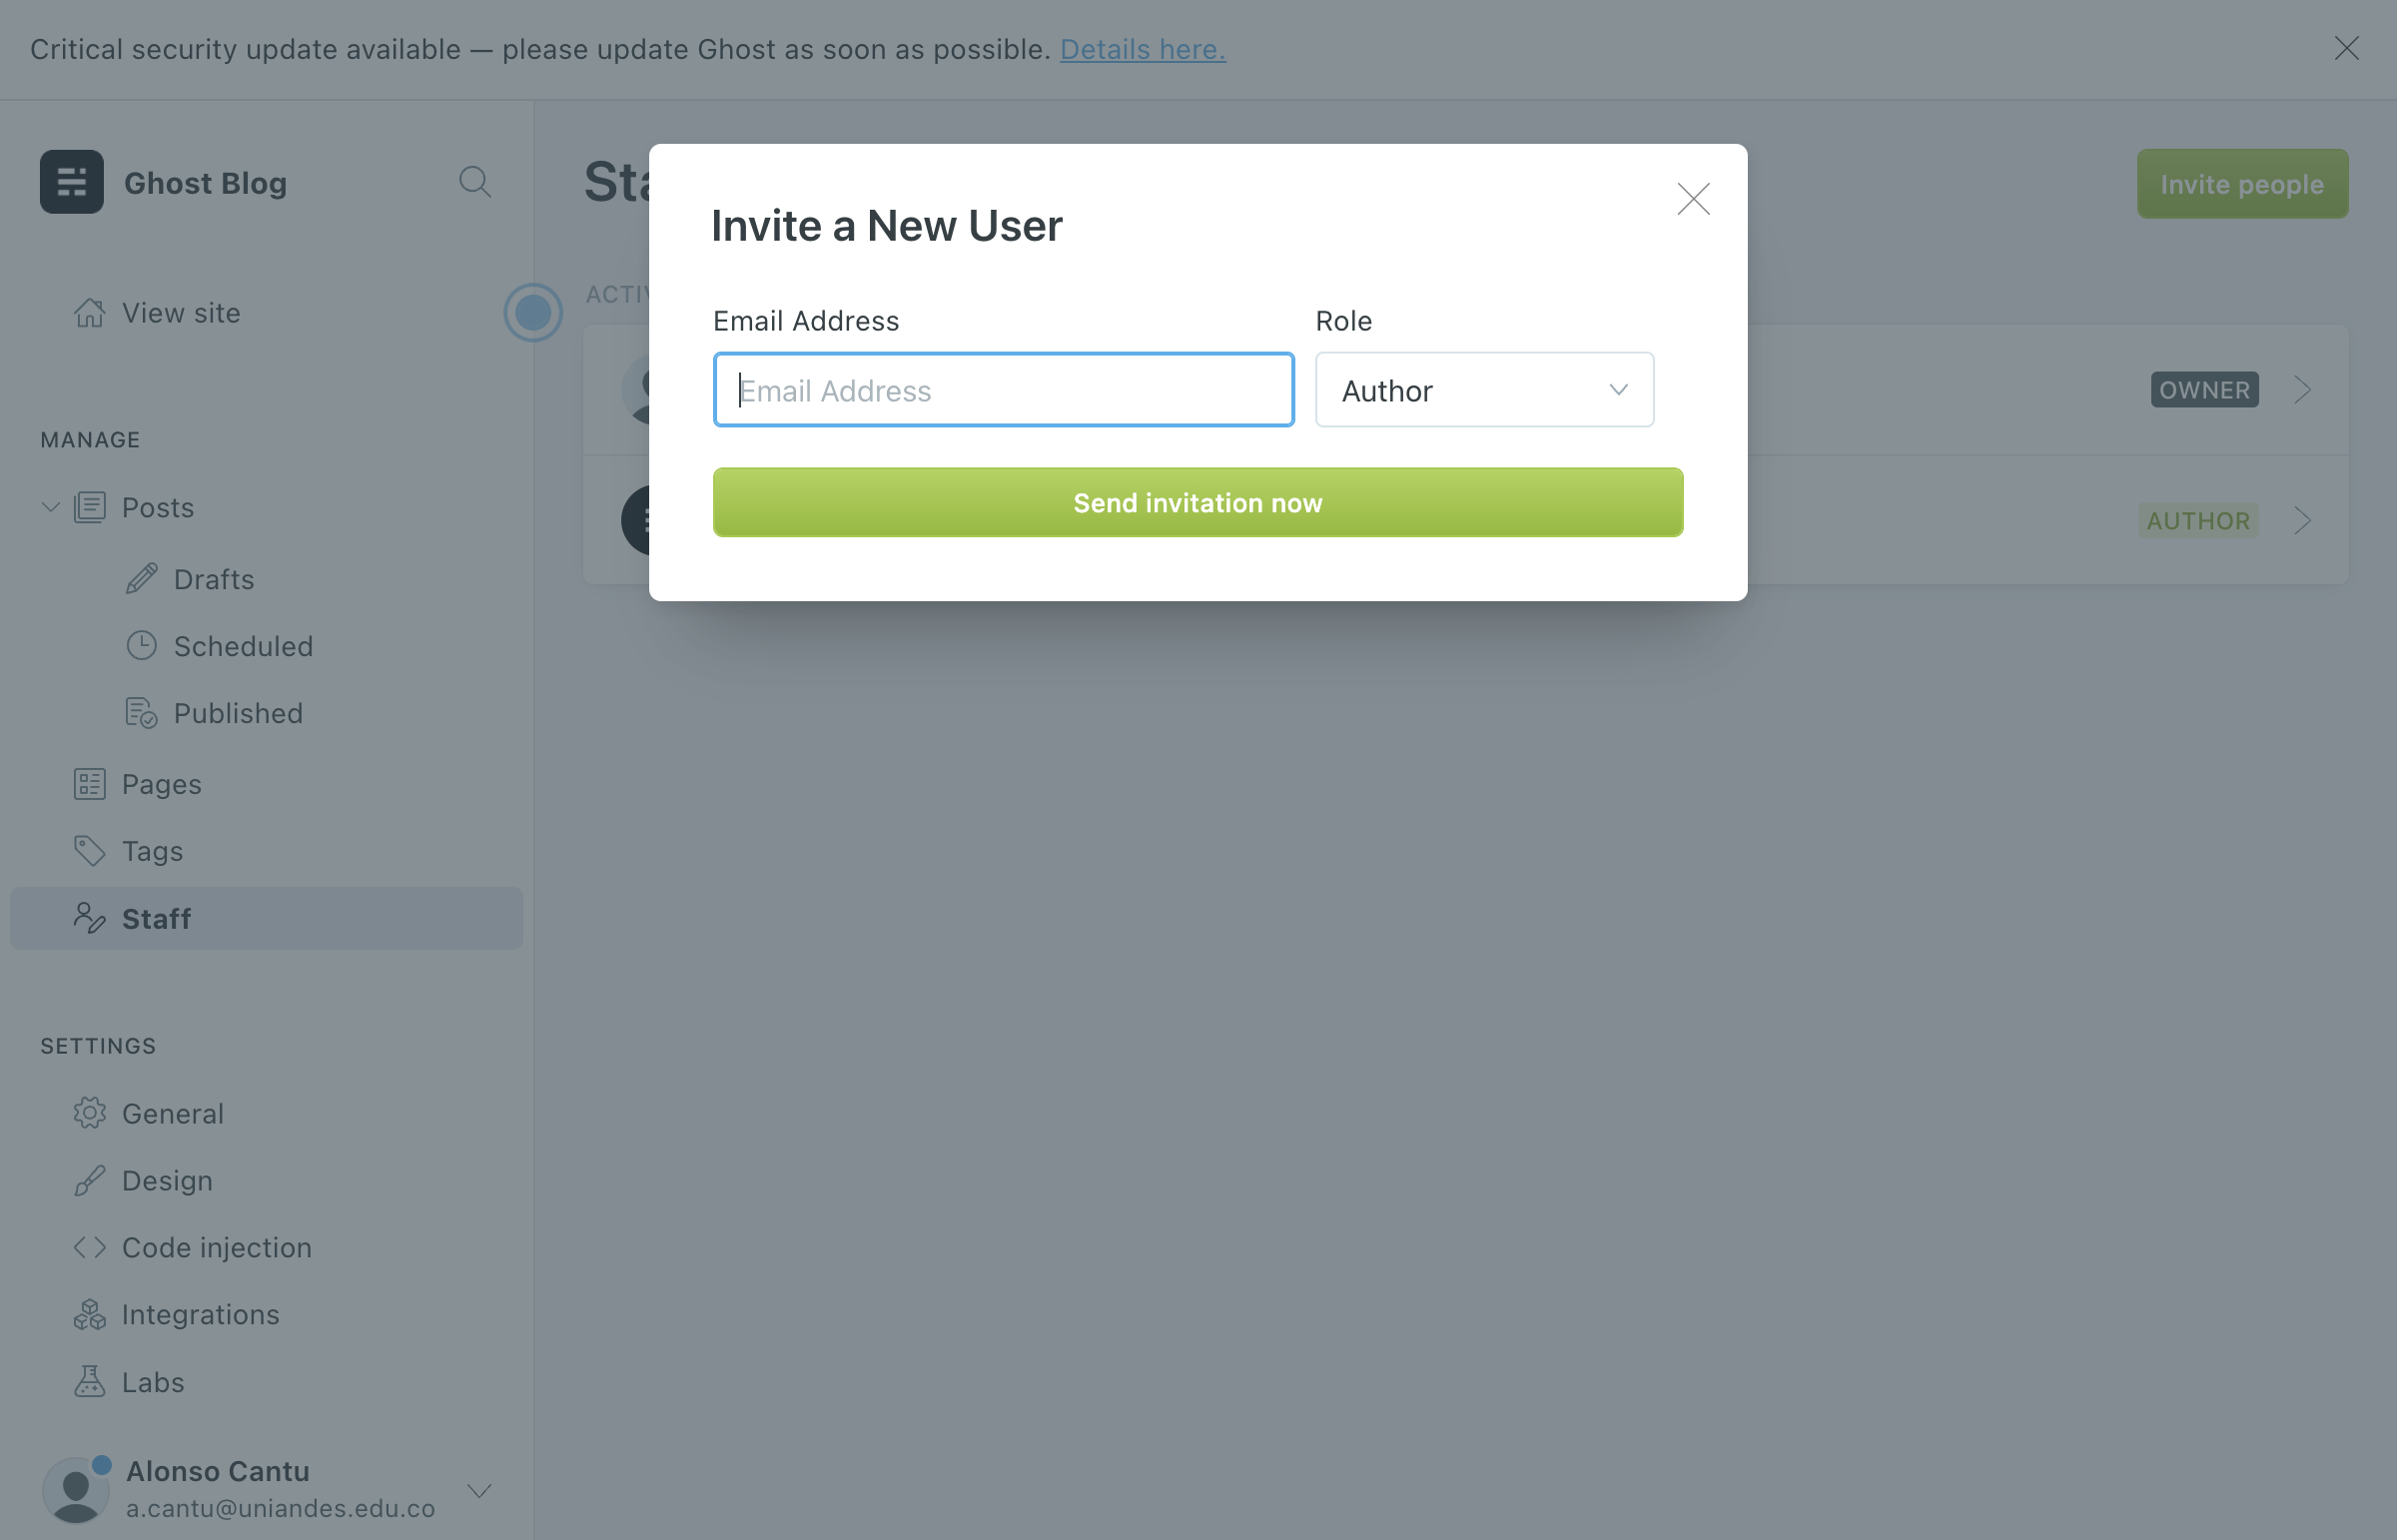 Critical security update available — please update Ghost as soon as possible. Details here.
Ghost Blog
Invite people
Invite a New User
View site
Email Address
Role
Email Address
Author
OWNER
MANAGE
Posts
Send invitation now
AUTHOR
Drafts
Scheduled
Published
Pages
Tags
Staff
SETTINGS
General
Design
Code injection
Integrations
Labs
Alonso Cantu
a.cantu@uniandes.edu.co